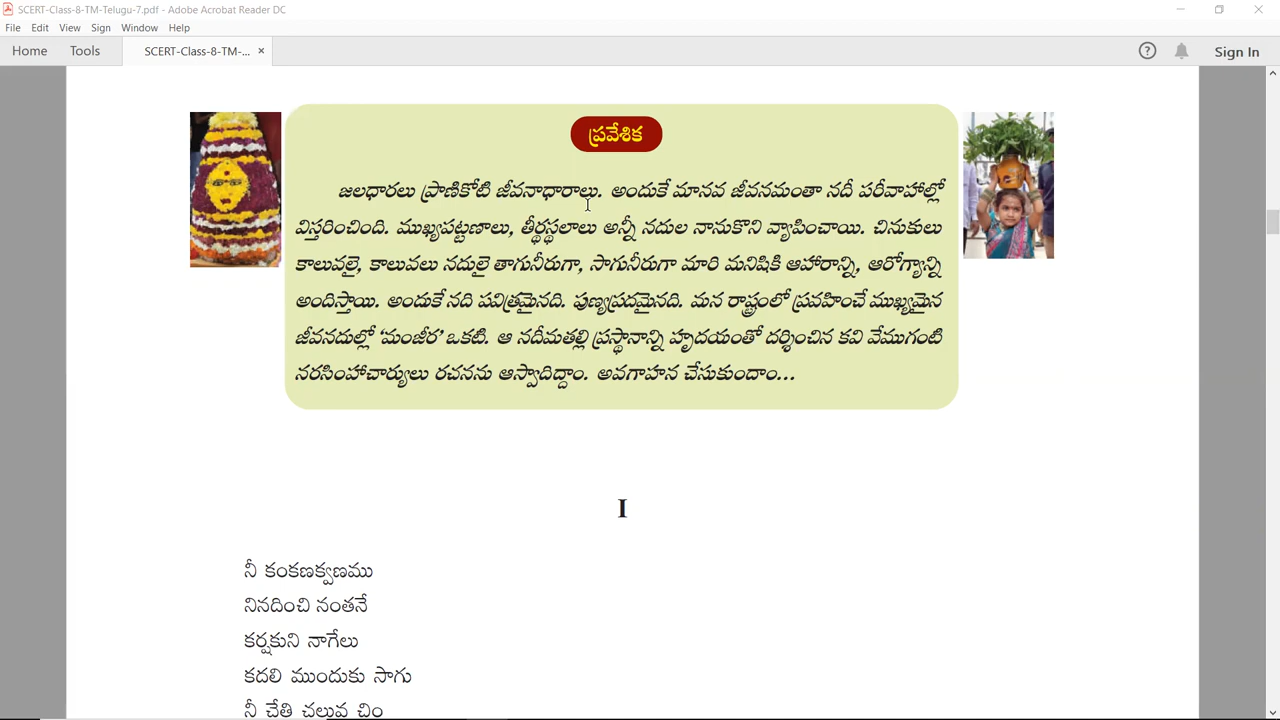 SCERT-Class-8-TM-Telugu-7.pdf - Adobe Acrobat Reader DC
File Edit View Sign Window Help
Home Tools SCERT-Class-8-TM-... × Sign In
ప్రవేశిక
జలధారలు ప్రాణికోటి జీవనాధారాలు. అందుకే మానవ జీవనమంతా నదీ పరీవాహాల్లో
విస్తరించింది. ముఖ్యపట్టణాలు, తీర్థస్థలాలు అన్నీ నదుల నానుకొని వ్యాపించాయి. చినుకులు
కాలువలై, కాలువలు నదులై తాగునీరుగా, సాగునీరుగా మారి మనిషికి ఆహారాన్ని, ఆరోగ్యాన్ని
అందిస్తాయి. అందుకే నది పవిత్రమైనది. పుణ్యప్రదమైనది. మన రాష్ట్రంలో ప్రవహించే ముఖ్యమైన
జీవనదుల్లో ‘మంజీర’ ఒకటి. ఆ నదీమతల్లి ప్రస్థానాన్ని హృదయంతో దర్శించిన కవి వేముగంటి
నరసింహాచార్యులు రచనను ఆస్వాదిద్దాం. అవగాహన చేసుకుందాం...
I
నీ కంకణక్వణము
నినదించి నంతనే
కర్షకుని నాగేలు
కదలి ముందుకు సాగు
నీ చేతి చలువ చిం